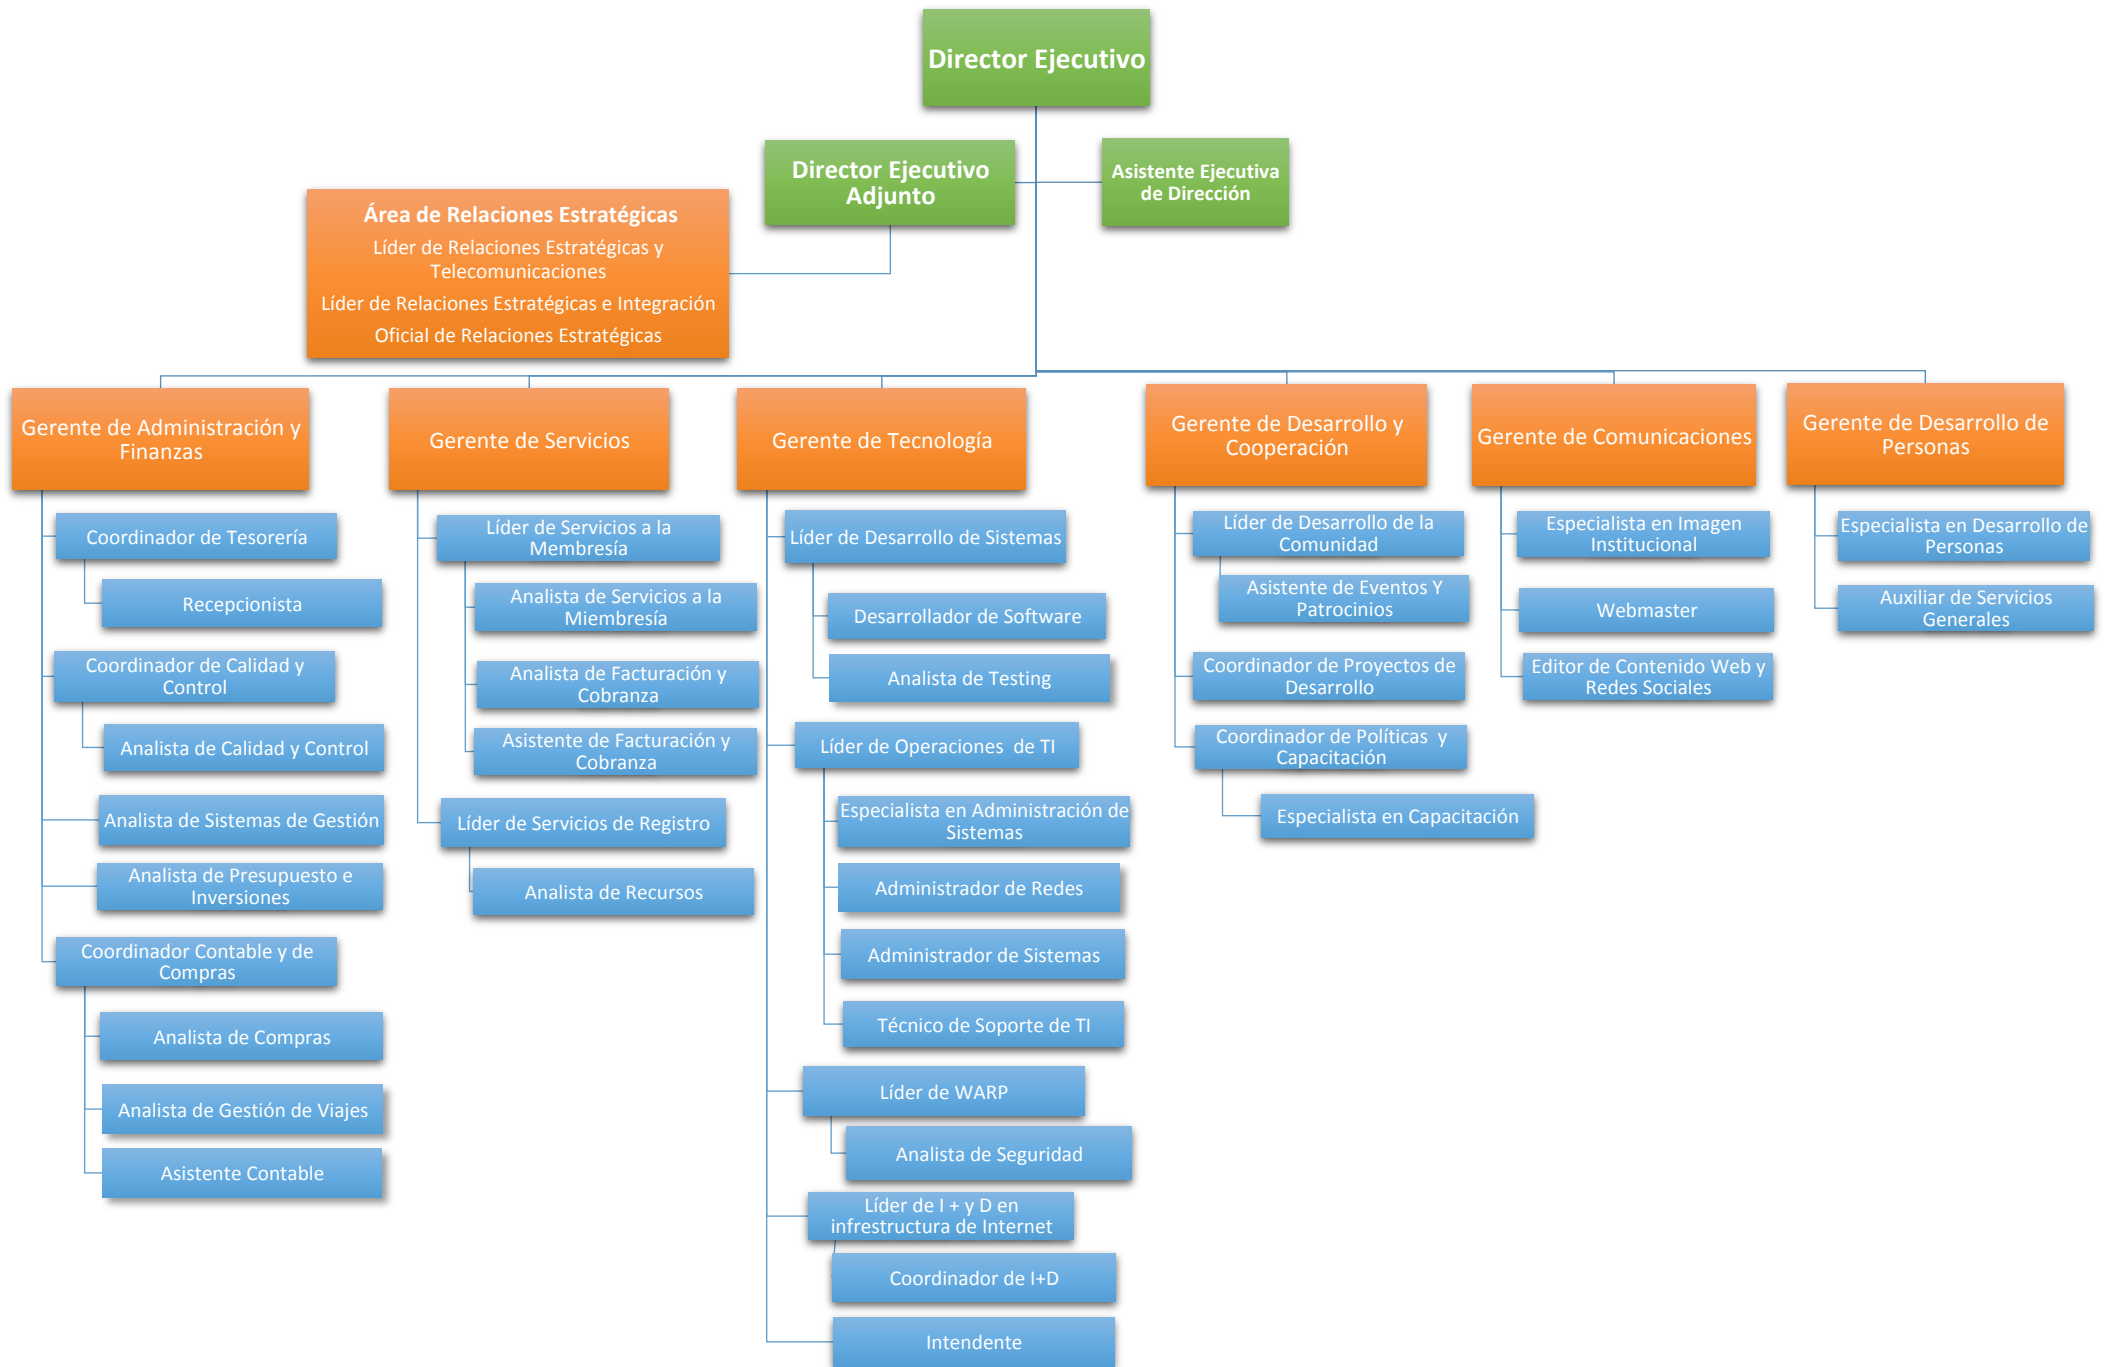 Director Ejecutivo
Director Ejecutivo
Adjunto
Asistente Ejecutiva
de Dirección
Área de Relaciones Estratégicas
Líder de Relaciones Estratégicas y
Telecomunicaciones
Líder de Relaciones Estratégicas e Integración
Oficial de Relaciones Estratégicas
Gerente de Administración y
Finanzas
Coordinador de Tesorería
Recepcionista
Coordinador de Calidad y
Control
Analista de Calidad y Control
Analista de Sistemas de Gestión
Analista de Presupuesto e
Inversiones
Coordinador Contable y de
Compras
Analista de Compras
Analista de Gestión de Viajes
Asistente Contable
Gerente de Servicios
Líder de Servicios a la
Membresía
Analista de Servicios a la
Miembresía
Analista de Facturación y
Cobranza
Asistente de Facturación y
Cobranza
Líder de Servicios de Registro
Analista de Recursos
Gerente de Tecnología
Líder de Desarrollo de Sistemas
Desarrollador de Software
Analista de Testing
Líder de Operaciones de TI
Especialista en Administración de
Sistemas
Administrador de Redes
Administrador de Sistemas
Técnico de Soporte de TI
Líder de WARP
Analista de Seguridad
Líder de I + y D en
infrestructura de Internet
Coordinador de I+D
Intendente
Gerente de Desarrollo y
Cooperación
Líder de Desarrollo de la
Comunidad
Asistente de Eventos Y
Patrocinios
Coordinador de Proyectos de
Desarrollo
Coordinador de Políticas y
Capacitación
Especialista en Capacitación
Gerente de Comunicaciones
Especialista en Imagen
Institucional
Webmaster
Editor de Contenido Web y
Redes Sociales
Gerente de Desarrollo de
Personas
Especialista en Desarrollo de
Personas
Auxiliar de Servicios
Generales